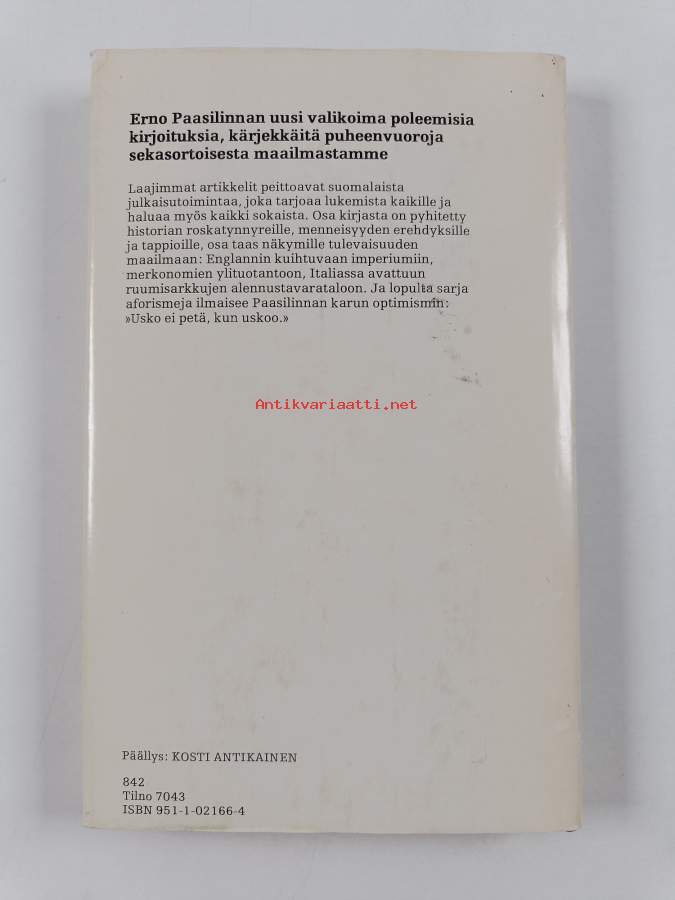 Erno Paasilinnan uusi valikoima poleemisia
kirjoituksia, kärjekkäitä puheenvuoroja
sekasortoisesta maailmastamme
Laajimmat artikkelit peittoavat suomalaista
julkaisutoimintaa, joka tarjoaa lukemista kaikille ja
haluaa myös kaikki sokaista. Osa kirjasta on pyhitetty
historian roskatynnyreille, menneisyyden erehdyksille
ja tappioille, osa taas näkymille tulevaisuuden
maailmaan: Englannin kuihtuvaan imperiumiin,
merkonomien ylituotantoon, Italiassa avattuun
ruumisarkkujen alennustavarataloon. Ja lopulta sarja
aforismeja ilmaisee Paasilinnan karun optimismin:
»Usko ei petä, kun uskoo.»
Antikvariaatti.net
Päällys: KOSTI ANTIKAINEN
842
Tilno 7043
ISBN 951-1-02166-4